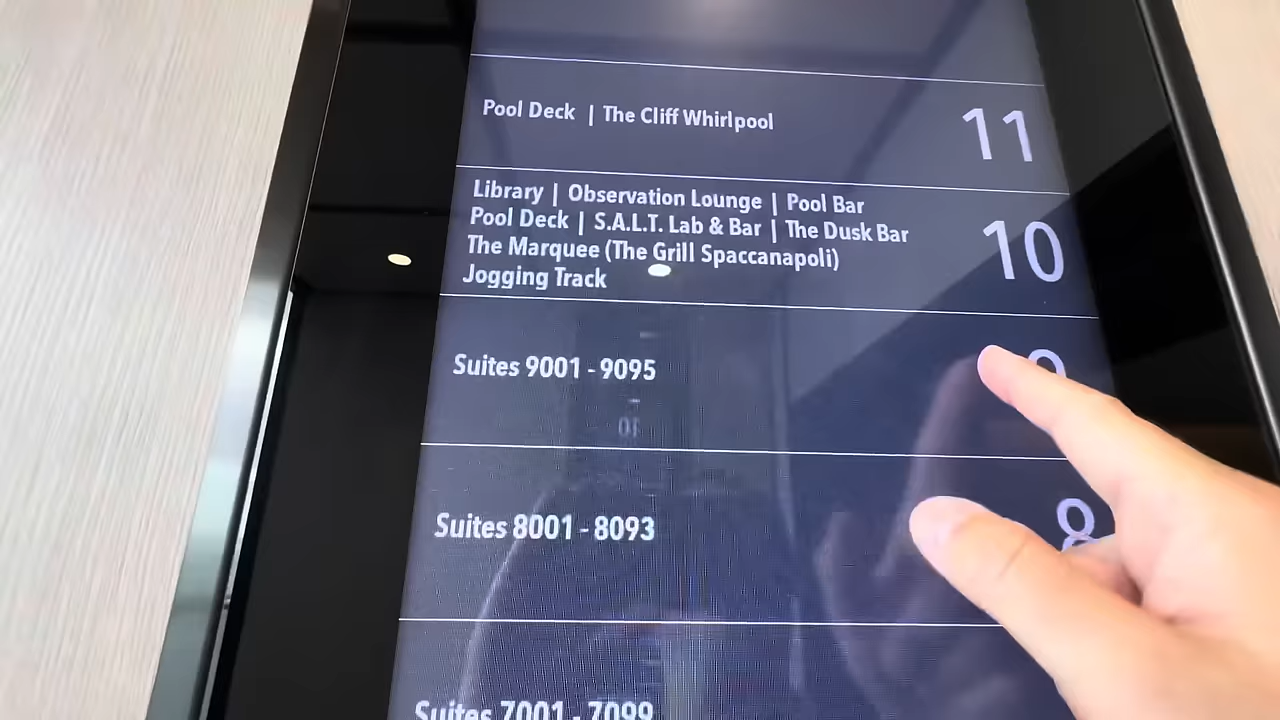 Pool Deck | The Cliff Whirlpool
11
Library | Observation Lounge | Pool Bar
Pool Deck | S.A.L.T. Lab & Bar | The Dusk Bar
The Marquee (The Grill Spaccanapoli)
Jogging Track
10
Suites 9001 - 9095
9
Suites 8001 - 8093
8
Suites 7001 - 7099